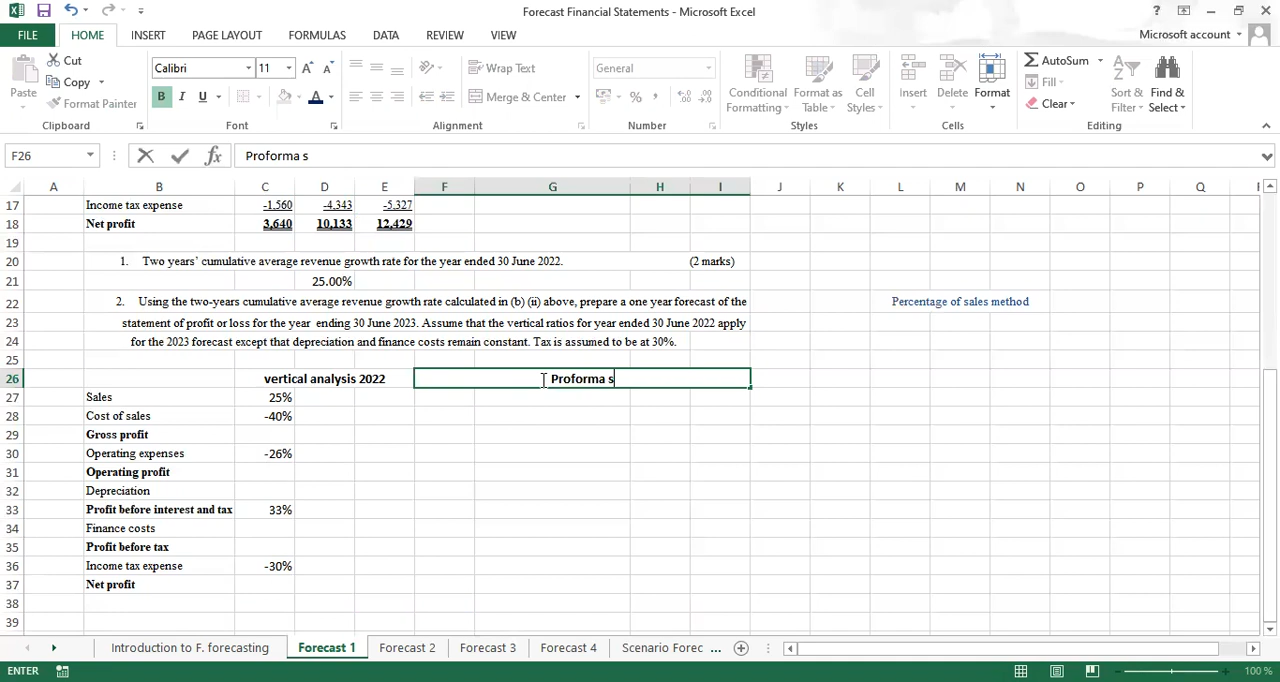 Forecast Financial Statements - Microsoft Excel
FILE HOME INSERT PAGE LAYOUT FORMULAS DATA REVIEW VIEW Microsoft account
Paste Cut Copy Format Painter
Calibri 11
B I U A
Wrap Text
Merge & Center
General
%
Conditional Formatting Format as Table Cell Styles
Insert Delete Format
AutoSum Fill Clear
Sort & Filter Find & Select
Clipboard Font Alignment Number Styles Cells Editing
F26 fx Proforma s
A B C D E F G H I J K L M N O P Q
17 Income tax expense -1,560 -4,343 -5,327
18 Net profit 3,640 10,133 12,429
19
20 1. Two years’ cumulative average revenue growth rate for the year ended 30 June 2022. (2 marks)
21 25.00%
22 2. Using the two-years cumulative average revenue growth rate calculated in (b) (ii) above, prepare a one year forecast of the Percentage of sales method
23 statement of profit or loss for the year ending 30 June 2023. Assume that the vertical ratios for year ended 30 June 2022 apply
24 for the 2023 forecast except that depreciation and finance costs remain constant. Tax is assumed to be at 30%.
25
26 vertical analysis 2022 Proforma s
27 Sales 25%
28 Cost of sales -40%
29 Gross profit
30 Operating expenses -26%
31 Operating profit
32 Depreciation
33 Profit before interest and tax 33%
34 Finance costs
35 Profit before tax
36 Income tax expense -30%
37 Net profit
38
39
Introduction to F. forecasting Forecast 1 Forecast 2 Forecast 3 Forecast 4 Scenario Forec ...
ENTER 100 %